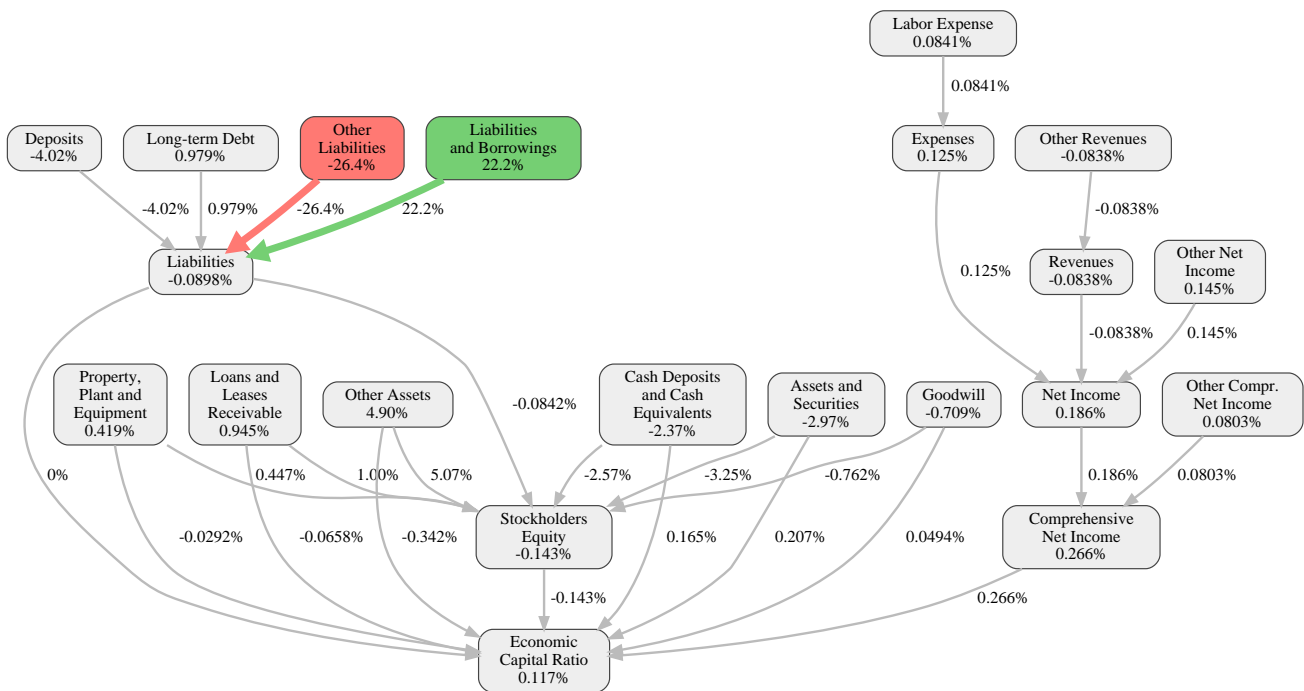 Labor Expense
0.0841%
0.0841%
Deposits
-4.02%
Long-term Debt
0.979%
Other
Liabilities
-26.4%
Liabilities
and Borrowings
22.2%
Expenses
0.125%
Other Revenues
-0.0838%
-4.02%
0.979%
-26.4%
22.2%
-0.0838%
Liabilities
-0.0898%
0.125%
Revenues
-0.0838%
Other Net
Income
0.145%
-0.0838%
0.145%
Property,
Plant and
Equipment
0.419%
Loans and
Leases
Receivable
0.945%
Other Assets
4.90%
-0.0842%
Cash Deposits
and Cash
Equivalents
-2.37%
Assets and
Securities
-2.97%
Goodwill
-0.709%
Net Income
0.186%
Other Compr.
Net Income
0.0803%
0%
0.447%
1.00%
5.07%
-2.57%
-3.25%
-0.762%
0.186%
0.0803%
-0.0292%
-0.0658%
-0.342%
Stockholders
Equity
-0.143%
0.165%
0.207%
0.0494%
Comprehensive
Net Income
0.266%
-0.143%
0.266%
Economic
Capital Ratio
0.117%